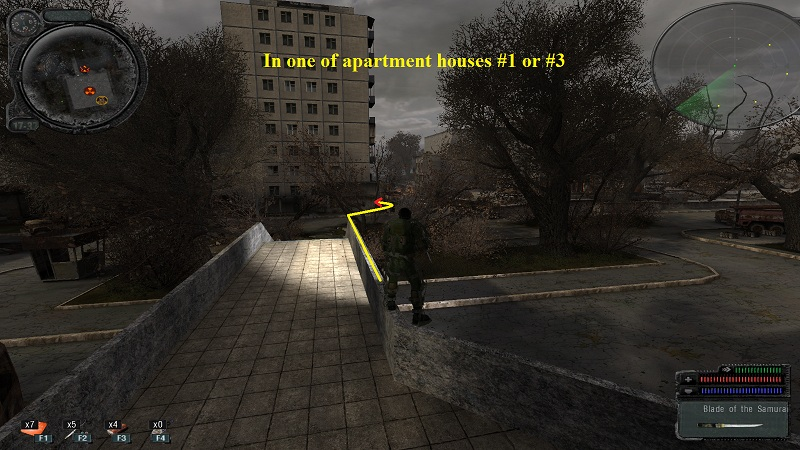 In one of apartment houses #1 or #3
Blade of the Samurai
x7 x5 x4 x0
F1 F2 F3 F4